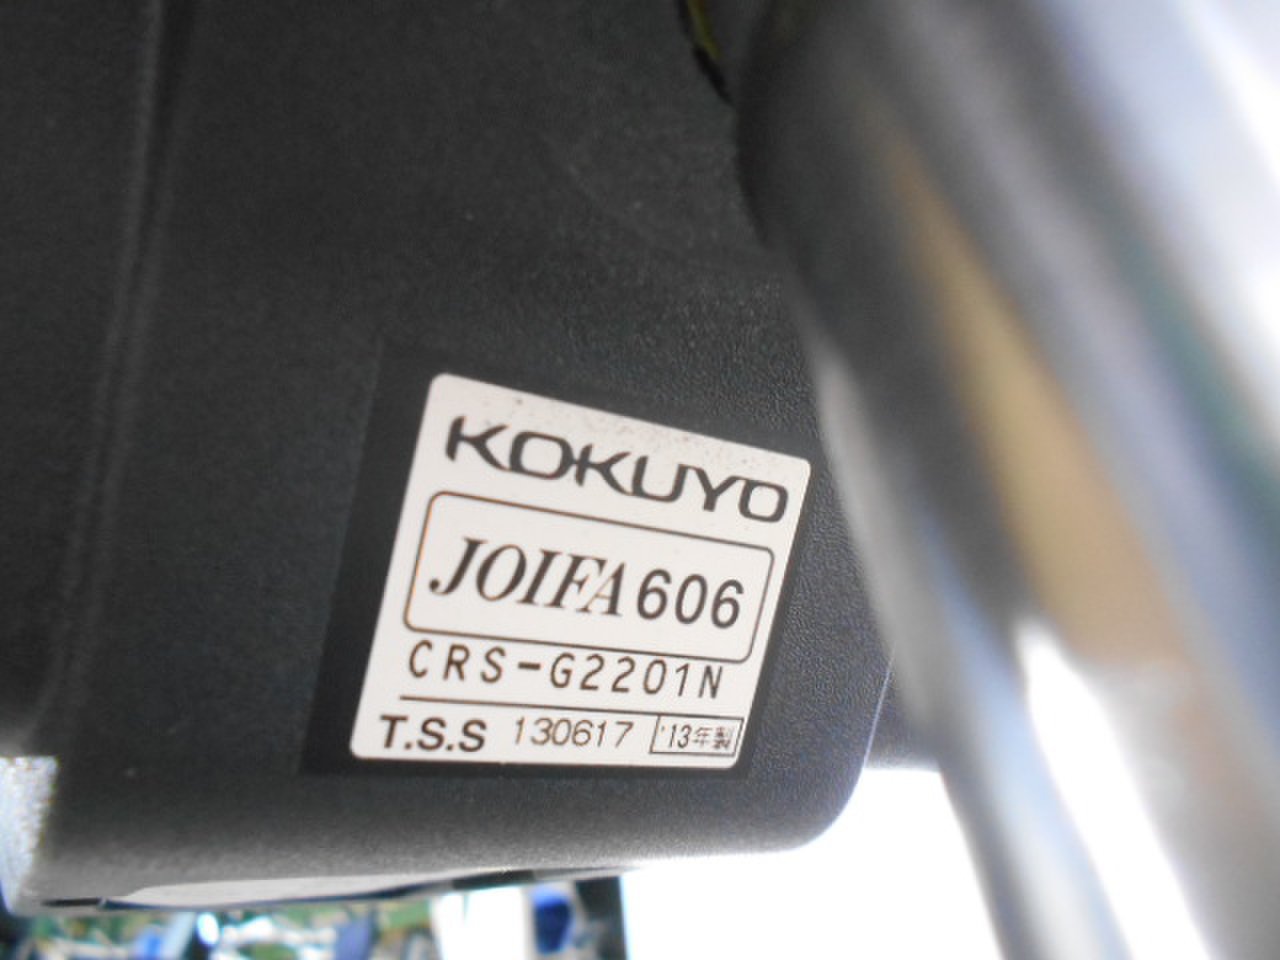 KOKUYO
JOIFA 606
CRS-G2201N
T.S.S 130617 '13年製